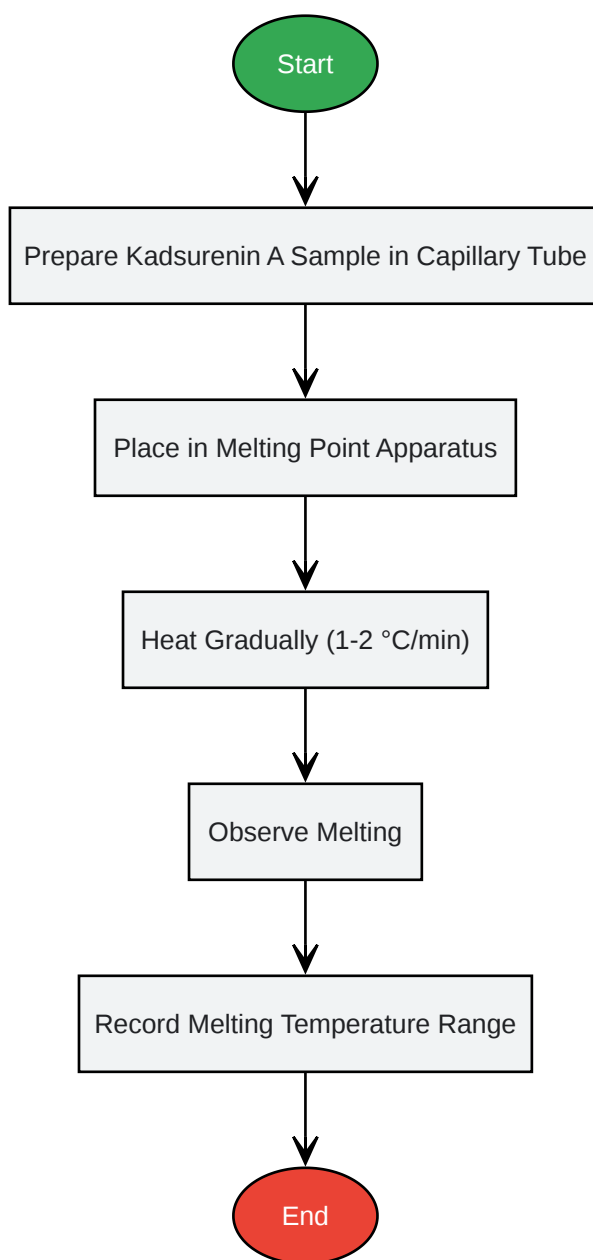 Start
Prepare Kadsurenin A Sample in Capillary Tube
Place in Melting Point Apparatus
Heat Gradually (1-2 °C/min)
Observe Melting
Record Melting Temperature Range
End